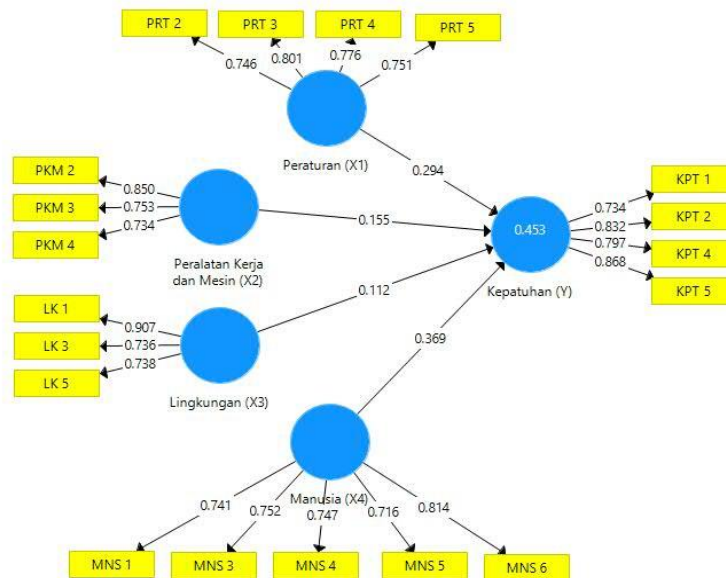 PRT 2
PRT 3
PRT 4
PRT 5
0.746
0.801
0.776
0.751
Peraturan (X1)
0.294
PKM 2
PKM 3
PKM 4
0.850
0.753
0.734
Peralatan Kerja
dan Mesin (X2)
0.155
LK 1
LK 3
LK 5
0.907
0.736
0.738
Lingkungan (X3)
0.112
0.453
Kepatuhan (Y)
0.734
0.832
0.797
0.868
KPT 1
KPT 2
KPT 4
KPT 5
0.369
Manusia (X4)
0.741
0.752
0.747
0.716
0.814
MNS 1
MNS 3
MNS 4
MNS 5
MNS 6